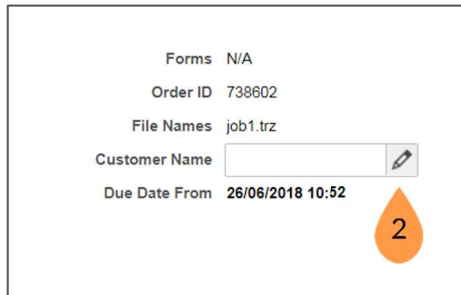 Forms N/A
Order ID 738602
File Names job1.trz
Customer Name
Due Date From 26/06/2018 10:52
2